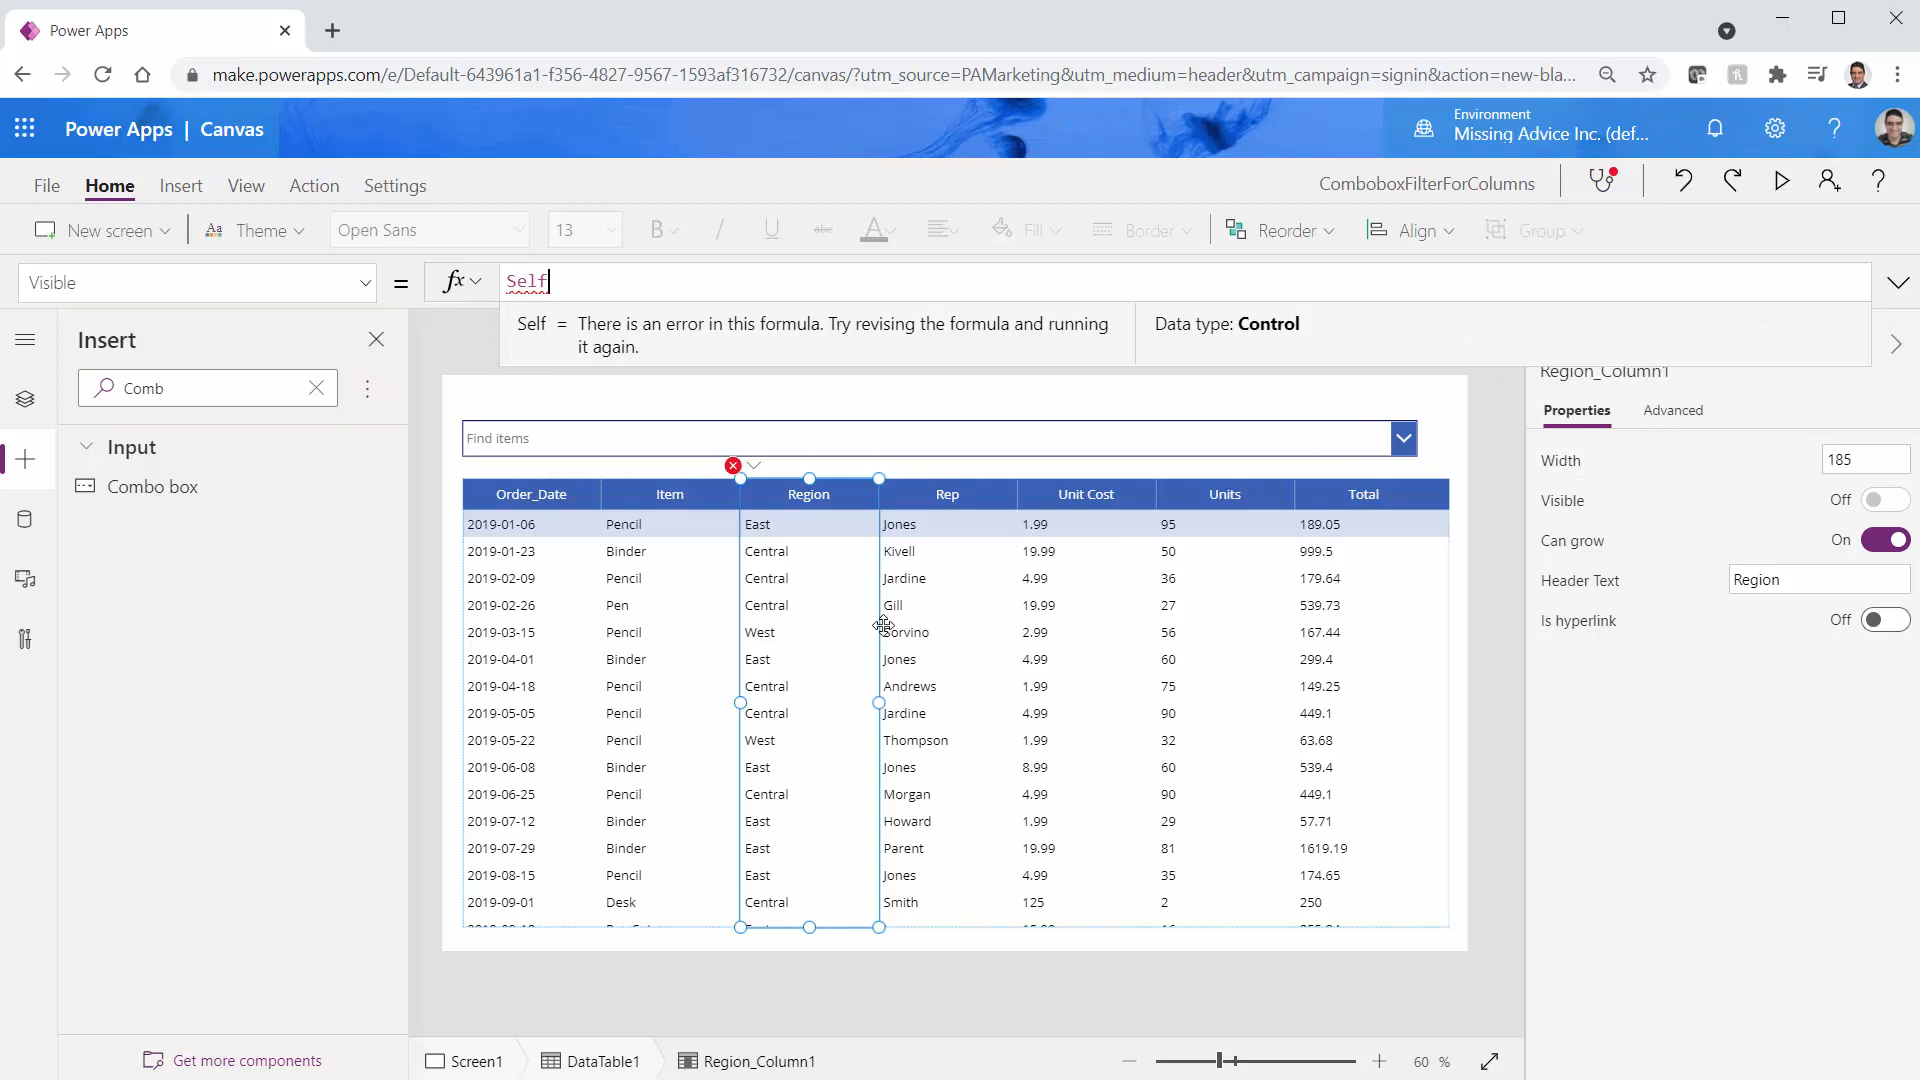 Power Apps
make.powerapps.com/e/Default-643961a1-f356-4827-9567-1593af316732/canvas/?utm_source=PAMarketing&utm_medium=header&utm_campaign=signin&action=new-bla...
Power Apps | Canvas
Environment
Missing Advice Inc. (def...
File Home Insert View Action Settings
ComboboxFilterForColumns
New screen Theme Open Sans 13 B / U abc A Fill Border Reorder Align Group
Visible = fx Self
Self = There is an error in this formula. Try revising the formula and running it again.
Data type: Control
Insert
Comb
Input
Combo box
Get more components
Find items
Order_Date Item Region Rep Unit Cost Units Total
2019-01-06 Pencil East Jones 1.99 95 189.05
2019-01-23 Binder Central Kivell 19.99 50 999.5
2019-02-09 Pencil Central Jardine 4.99 36 179.64
2019-02-26 Pen Central Gill 19.99 27 539.73
2019-03-15 Pencil West Sorvino 2.99 56 167.44
2019-04-01 Binder East Jones 4.99 60 299.4
2019-04-18 Pencil Central Andrews 1.99 75 149.25
2019-05-05 Pencil Central Jardine 4.99 90 449.1
2019-05-22 Pencil West Thompson 1.99 32 63.68
2019-06-08 Binder East Jones 8.99 60 539.4
2019-06-25 Pencil Central Morgan 4.99 90 449.1
2019-07-12 Binder East Howard 1.99 29 57.71
2019-07-29 Binder East Parent 19.99 81 1619.19
2019-08-15 Pencil East Jones 4.99 35 174.65
2019-09-01 Desk Central Smith 125 2 250
Region_Column1
Properties Advanced
Width 185
Visible Off
Can grow On
Header Text Region
Is hyperlink Off
Screen1 DataTable1 Region_Column1
60 %